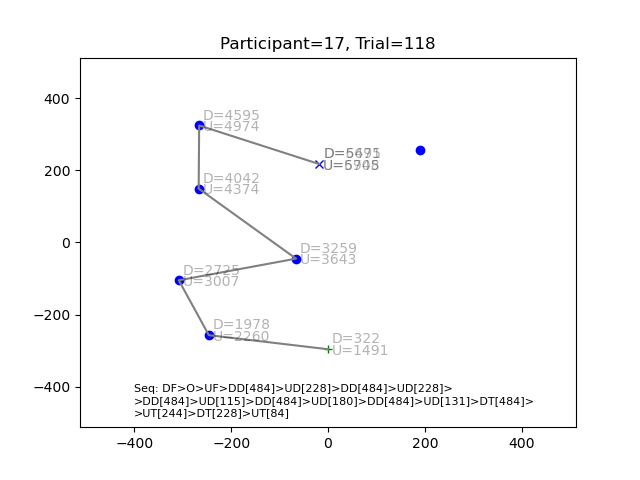 Participant=17, Trial=118
400
200
0
−200
−400
−400
−200
0
200
400
D=4595
U=4974
D=4042
U=4374
D=3259
U=3643
D=2725
U=3007
D=1978
U=2260
D=322
U=1491
Seq: DF>O>UF>DD[484]>UD[228]>DD[484]>UD[228]>
>DD[484]>UD[115]>DD[484]>UD[180]>DD[484]>UD[131]>DT[484]>
>UT[244]>DT[228]>UT[84]